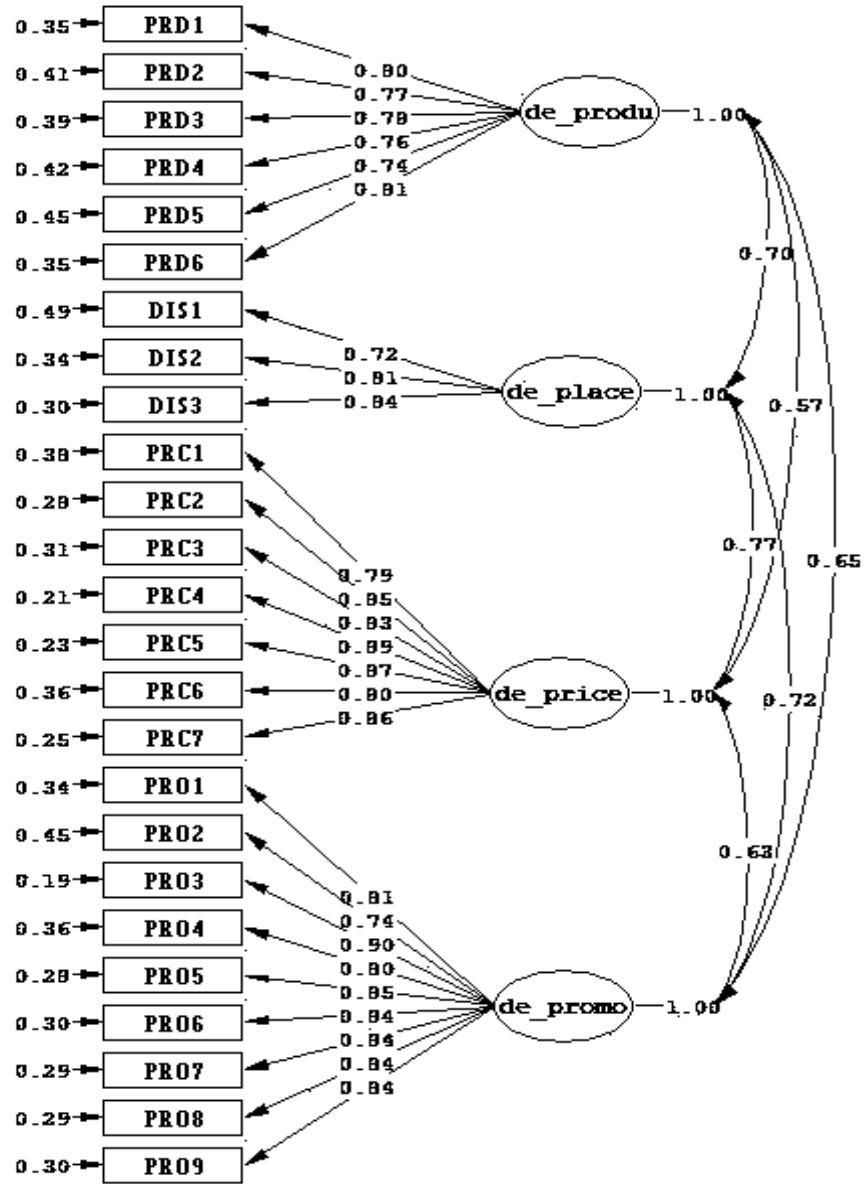 0.35 PRD1
0.41 PRD2
0.39 PRD3
0.42 PRD4
0.45 PRD5
0.35 PRD6
0.80
0.77
0.78
0.76
0.74
0.81
de_produ 1.00
0.49 DIS1
0.34 DIS2
0.30 DIS3
0.72
0.81
0.84
de_place 1.00
0.38 PRC1
0.28 PRC2
0.31 PRC3
0.21 PRC4
0.23 PRC5
0.36 PRC6
0.25 PRC7
0.79
0.85
0.83
0.89
0.87
0.80
0.86
de_price 1.00
0.34 PRO1
0.45 PRO2
0.19 PRO3
0.36 PRO4
0.28 PRO5
0.30 PRO6
0.29 PRO7
0.29 PRO8
0.30 PRO9
0.81
0.74
0.90
0.80
0.85
0.84
0.84
0.84
0.84
de_promo 1.00
0.70
0.57
0.77
0.65
0.72
0.63